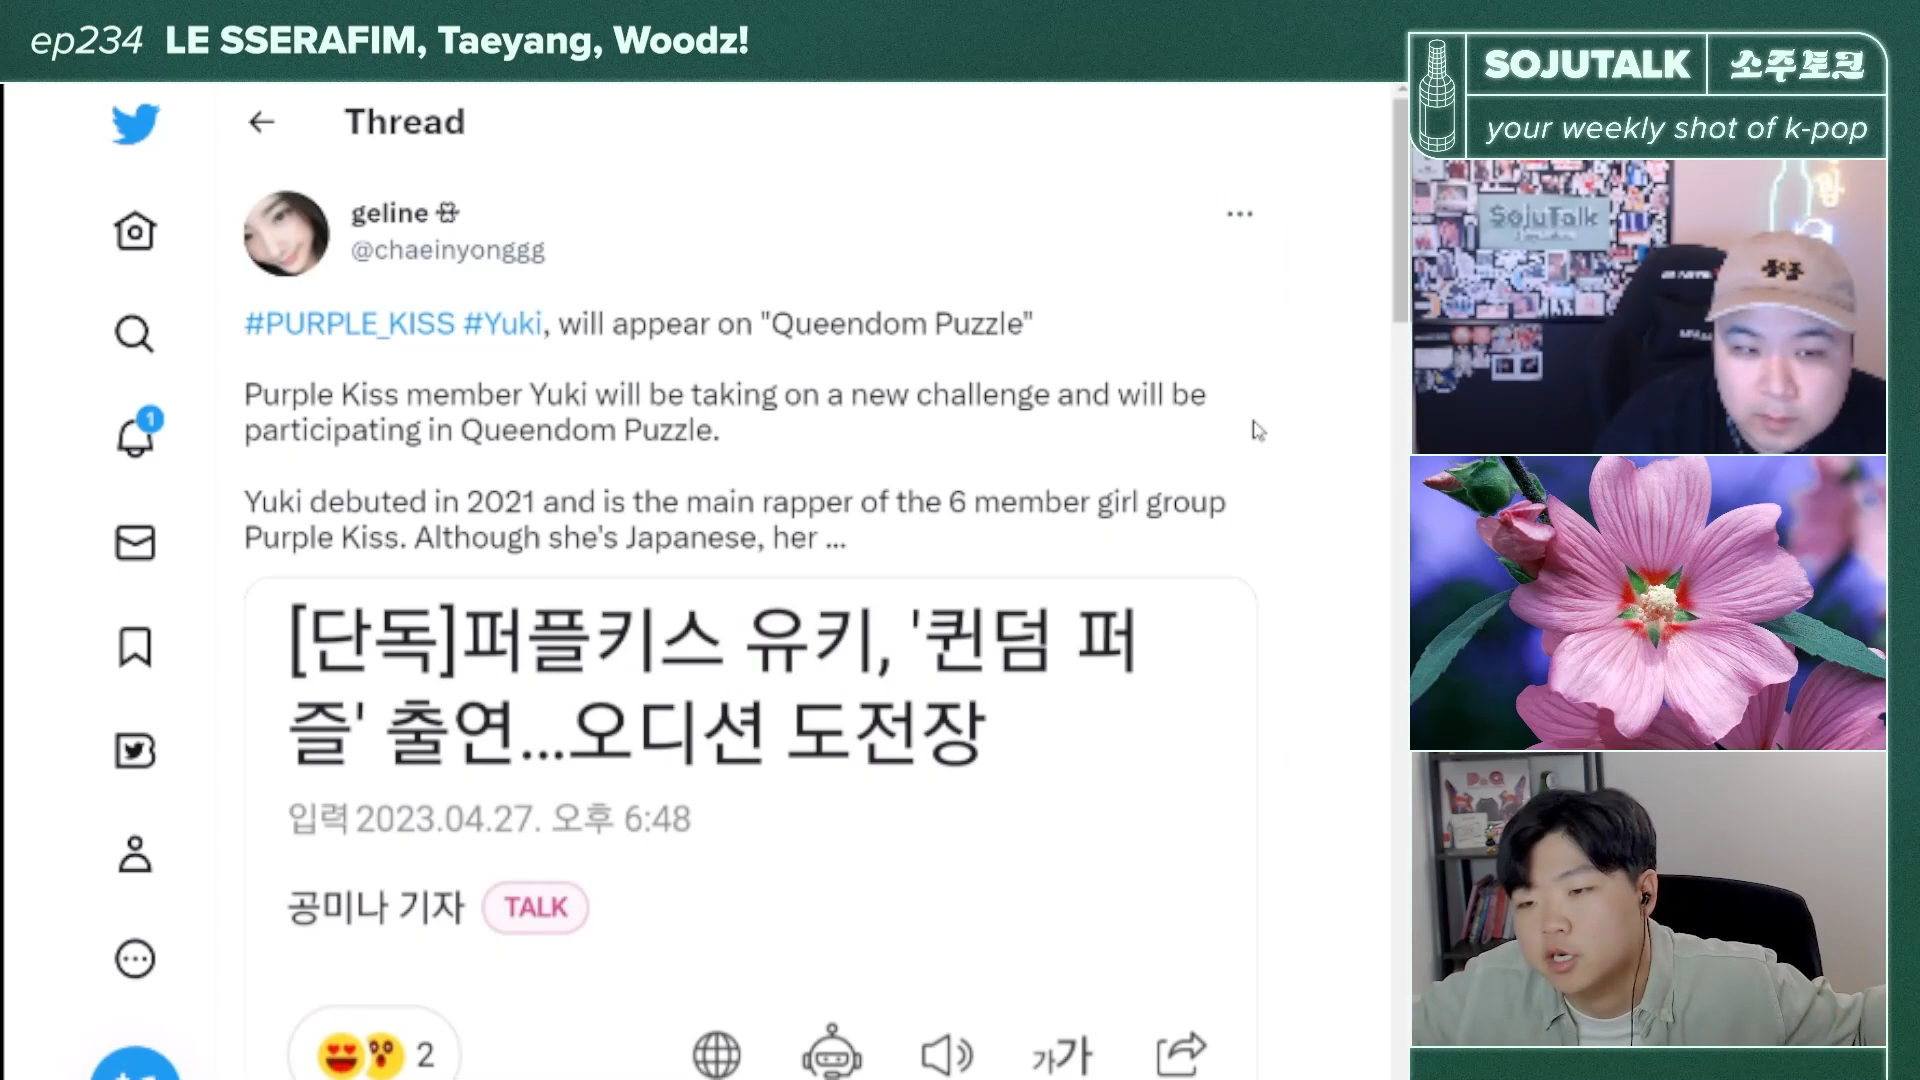 ep234 LE SSERAFIM, Taeyang, Woodz!
SOJUTALK 소주토크
your weekly shot of k-pop
Thread
geline
@chaeinyonggg
#PURPLE_KISS #Yuki, will appear on "Queendom Puzzle"
Purple Kiss member Yuki will be taking on a new challenge and will be
participating in Queendom Puzzle.
Yuki debuted in 2021 and is the main rapper of the 6 member girl group
Purple Kiss. Although she's Japanese, her ...
[단독]퍼플키스 유키, '퀸덤 퍼
즐' 출연...오디션 도전장
입력 2023.04.27. 오후 6:48
공미나 기자 TALK
2
가가
1
SojuTalk
D&Q